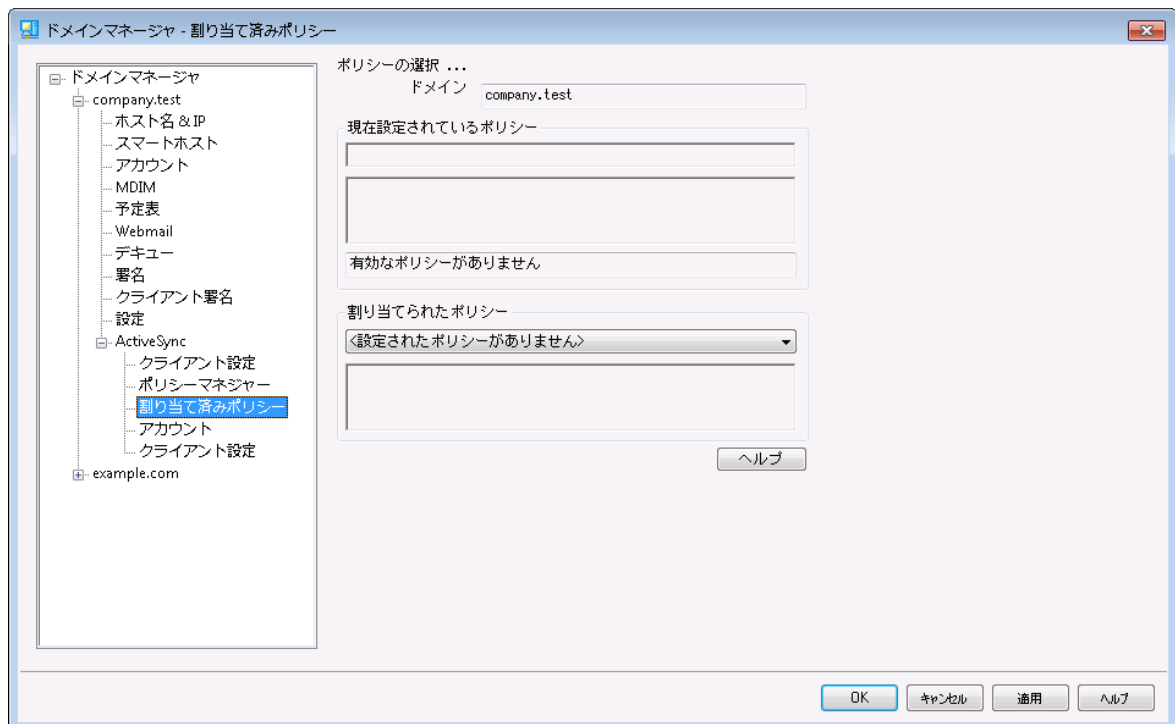 ドメインマネージャ - 割り当て済みポリシー
ドメインマネージャ
company.test
ホスト名 & IP
スマートホスト
アカウント
MDIM
予定表
Webmail
デキュー
署名
クライアント署名
設定
ActiveSync
クライアント設定
ポリシーマネジャー
割り当て済みポリシー
アカウント
クライアント設定
example.com
ポリシーの選択 ...
ドメイン company.test
現在設定されているポリシー
有効なポリシーがありません
割り当てられたポリシー
<設定されたポリシーがありません>
ヘルプ
OK キャンセル 適用 ヘルプ